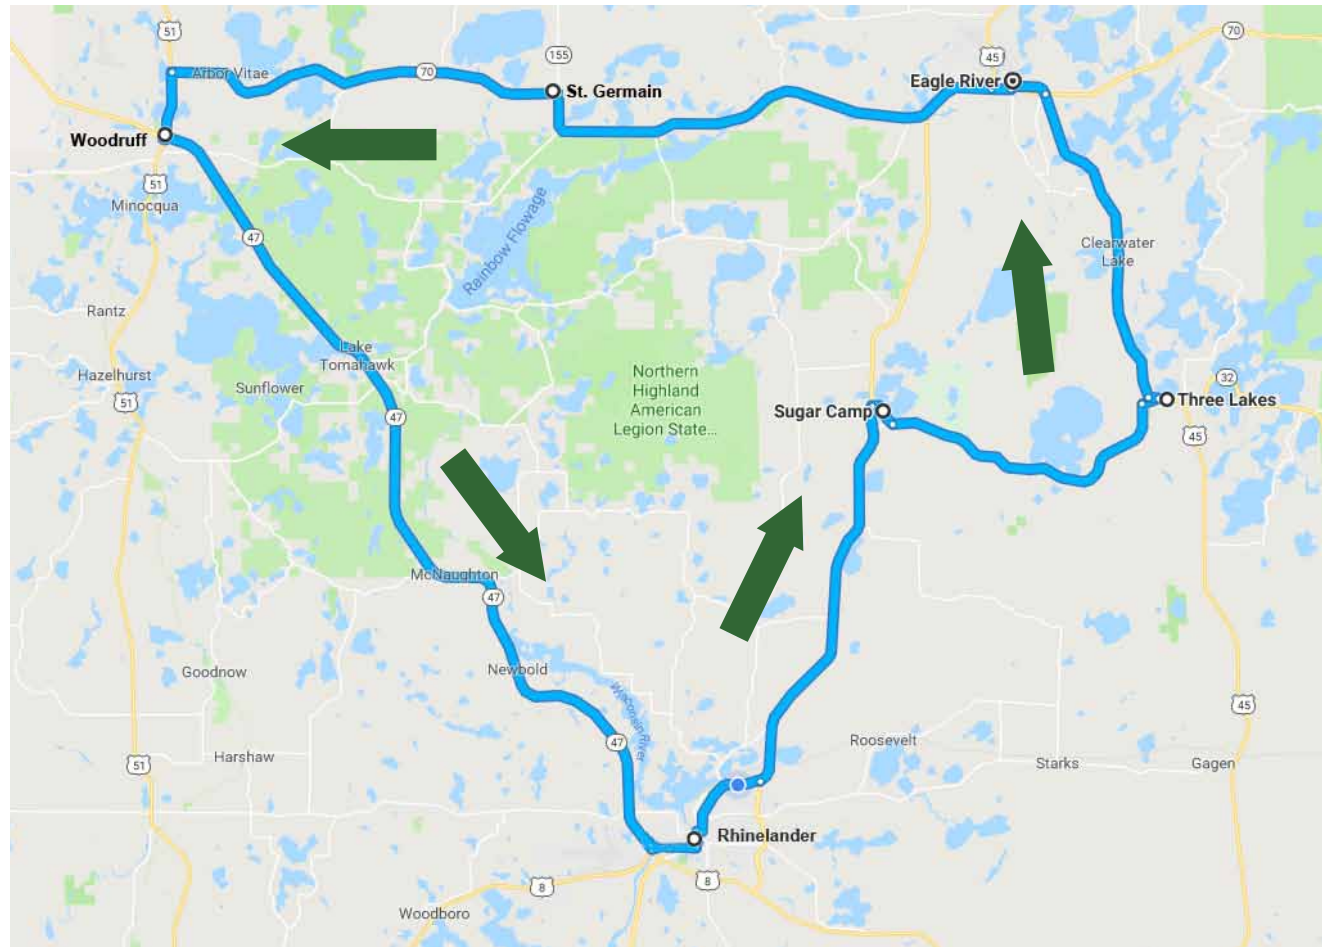 51
155
45
70
Arbor Vitae
70
Eagle River
St. Germain
Woodruff
51
Minocqua
47
Rainbow Flowage
Clearwater
Lake
Rantz
Lake
Tomahawk
Hazelhurst
Sunflower
Northern
Highland
American
Legion State...
32
51
47
Sugar Camp
Three Lakes
45
McNaughton
47
Newbold
Goodnow
Wisconsin River
45
47
Roosevelt
Harshaw
51
Starks
Gagen
Rhinelander
8
8
Woodboro